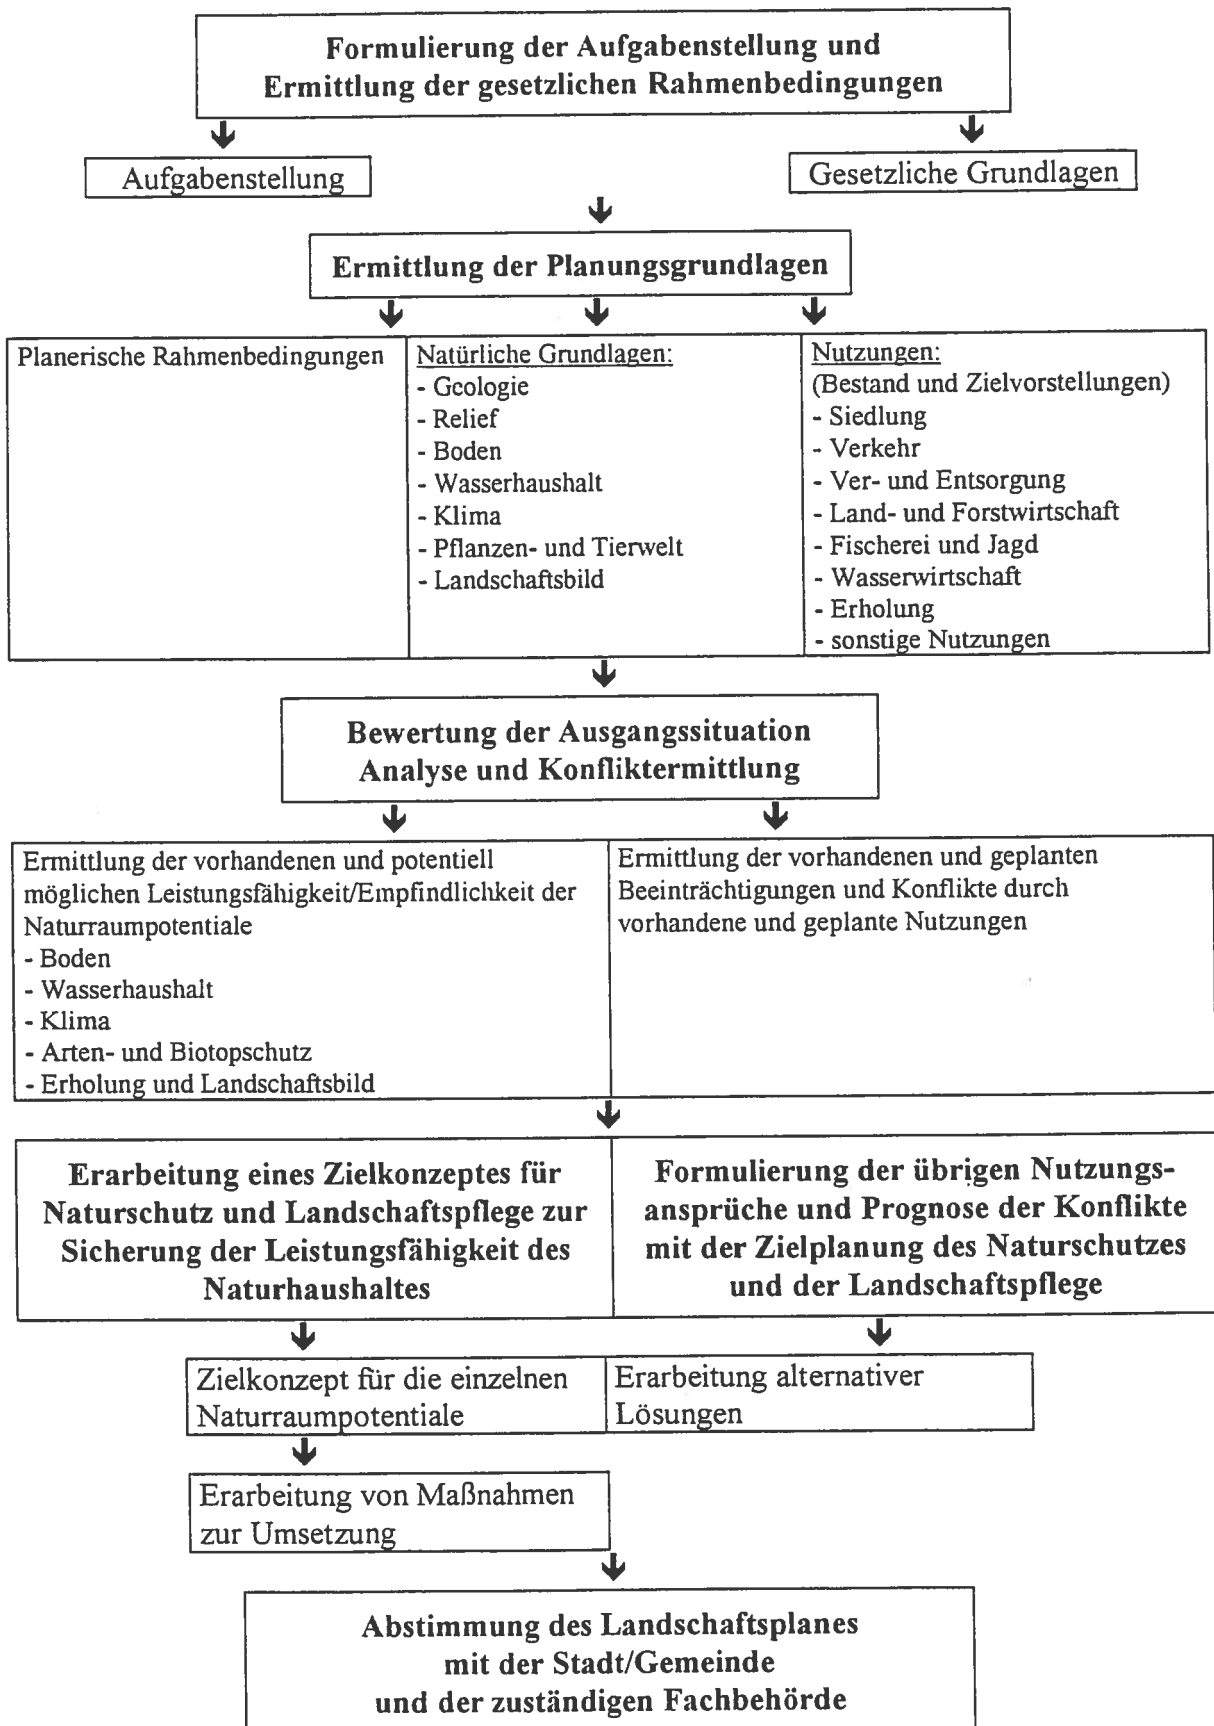 Formulierung der Aufgabenstellung und
Ermittlung der gesetzlichen Rahmenbedingungen
Aufgabenstellung
Gesetzliche Grundlagen
Ermittlung der Planungsgrundlagen
Planerische Rahmenbedingungen
Natürliche Grundlagen:
- Geologie
- Relief
- Boden
- Wasserhaushalt
- Klima
- Pflanzen- und Tierwelt
- Landschaftsbild
Nutzungen:
(Bestand und Zielvorstellungen)
- Siedlung
- Verkehr
- Ver- und Entsorgung
- Land- und Forstwirtschaft
- Fischerei und Jagd
- Wasserwirtschaft
- Erholung
- sonstige Nutzungen
Bewertung der Ausgangssituation
Analyse und Konfliktermittlung
Ermittlung der vorhandenen und potentiell
möglichen Leistungsfähigkeit/Empfindlichkeit der
Naturraumpotentiale
- Boden
- Wasserhaushalt
- Klima
- Arten- und Biotopschutz
- Erholung und Landschaftsbild
Ermittlung der vorhandenen und geplanten
Beeinträchtigungen und Konflikte durch
vorhandene und geplante Nutzungen
Erarbeitung eines Zielkonzeptes für
Naturschutz und Landschaftspflege zur
Sicherung der Leistungsfähigkeit des
Naturhaushaltes
Formulierung der übrigen Nutzungs-
ansprüche und Prognose der Konflikte
mit der Zielplanung des Naturschutzes
und der Landschaftspflege
Zielkonzept für die einzelnen
Naturraumpotentiale
Erarbeitung alternativer
Lösungen
Erarbeitung von Maßnahmen
zur Umsetzung
Abstimmung des Landschaftsplanes
mit der Stadt/Gemeinde
und der zuständigen Fachbehörde